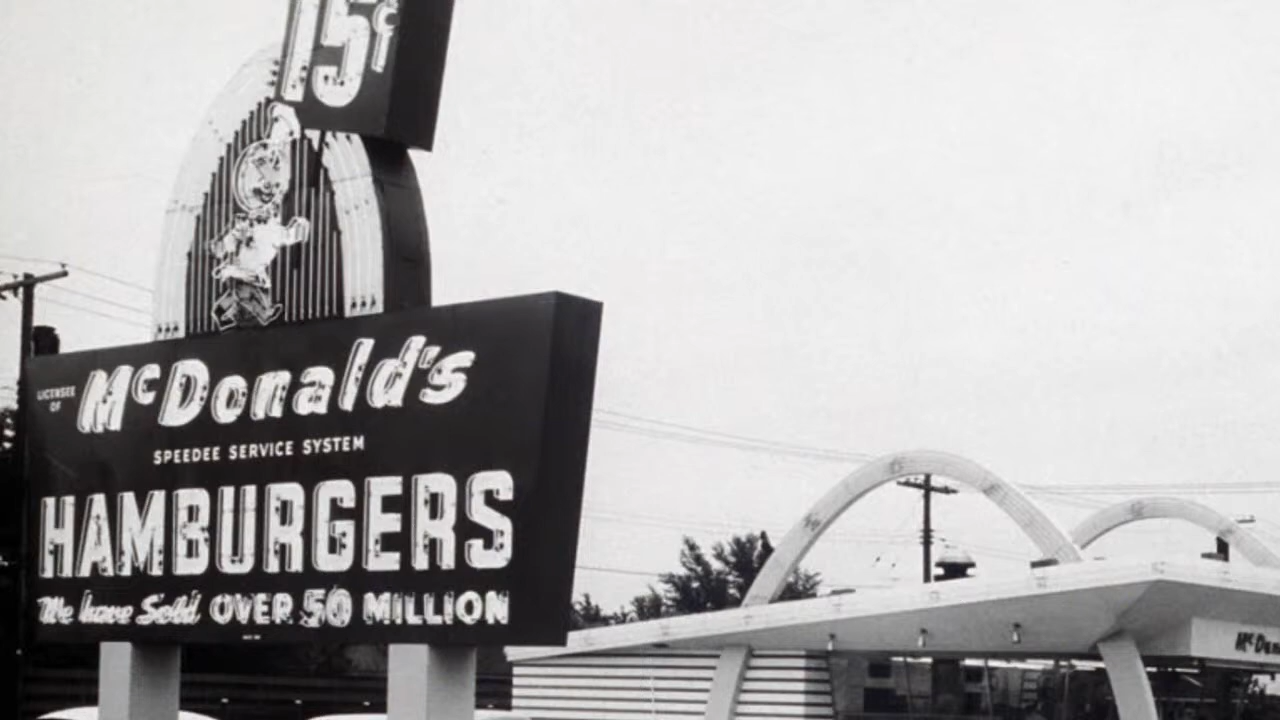 15¢
LICENSEE
OF
McDonald's
SPEEDEE SERVICE SYSTEM
HAMBURGERS
We have Sold OVER 50 MILLION